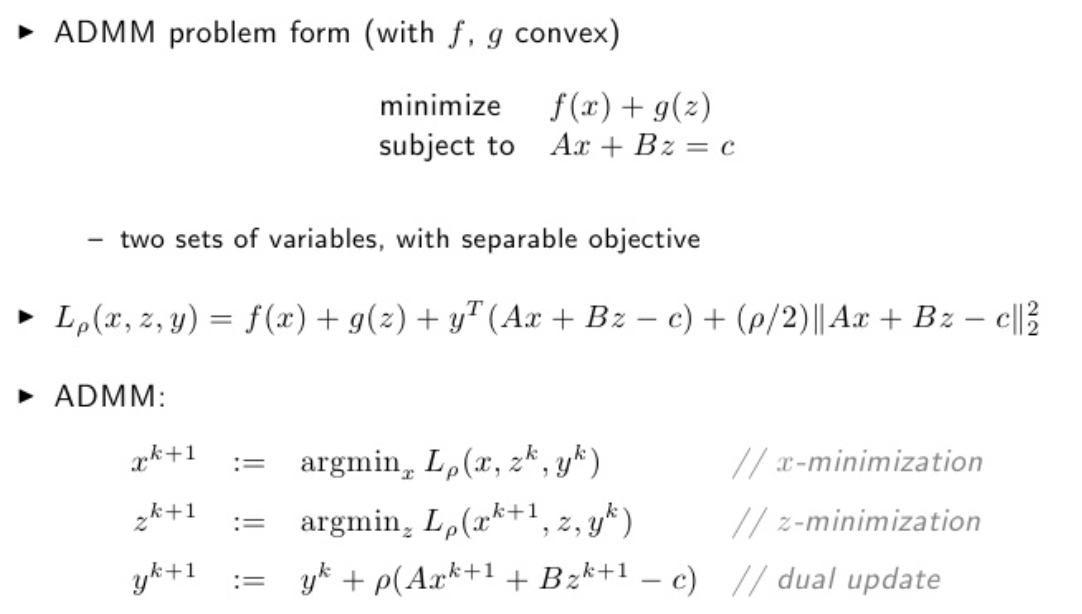 ▶ ADMM problem form (with f, g convex)
minimize f(x) + g(z)
subject to Ax + Bz = c
– two sets of variables, with separable objective
▶ L_ρ(x, z, y) = f(x) + g(z) + y^T(Ax + Bz − c) + (ρ/2)‖Ax + Bz − c‖_2^2
▶ ADMM:
x^{k+1} := argmin_x L_ρ(x, z^k, y^k) // x-minimization
z^{k+1} := argmin_z L_ρ(x^{k+1}, z, y^k) // z-minimization
y^{k+1} := y^k + ρ(Ax^{k+1} + Bz^{k+1} − c) // dual update